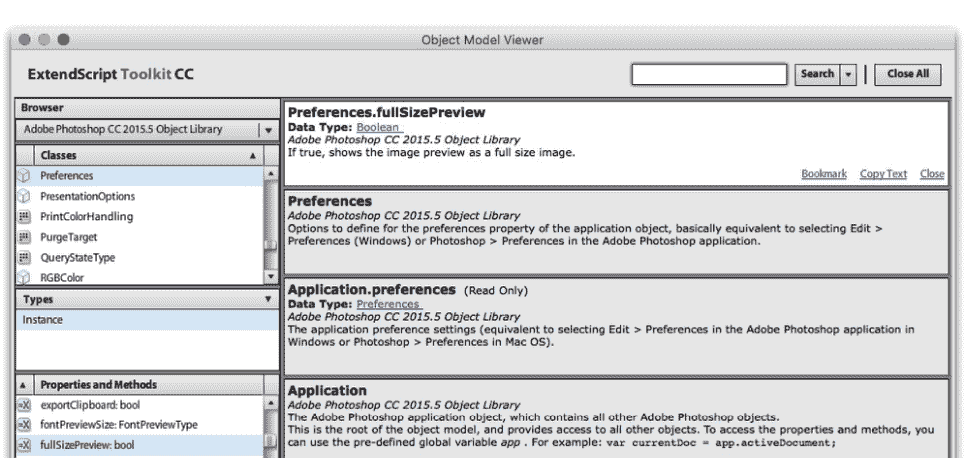 Object Model Viewer
ExtendScript Toolkit CC
Search
Close All
Browser
Adobe Photoshop CC 2015.5 Object Library
Classes
Preferences
PresentationOptions
PrintColorHandling
PurgeTarget
QueryStateType
RGBColor
Types
Instance
Properties and Methods
exportClipboard: bool
fontPreviewSize: FontPreviewType
fullSizePreview: bool
Preferences.fullSizePreview
Data Type: Boolean
Adobe Photoshop CC 2015.5 Object Library
If true, shows the image preview as a full size image.
Bookmark Copy Text Close
Preferences
Adobe Photoshop CC 2015.5 Object Library
Options to define for the preferences property of the application object, basically equivalent to selecting Edit >
Preferences (Windows) or Photoshop > Preferences in the Adobe Photoshop application.
Application.preferences (Read Only)
Data Type: Preferences
Adobe Photoshop CC 2015.5 Object Library
The application preference settings (equivalent to selecting Edit > Preferences in the Adobe Photoshop application in
Windows or Photoshop > Preferences in Mac OS).
Application
Adobe Photoshop CC 2015.5 Object Library
The Adobe Photoshop application object, which contains all other Adobe Photoshop objects.
This is the root of the object model, and provides access to all other objects. To access the properties and methods, you
can use the pre-defined global variable app . For example: var currentDoc = app.activeDocument;